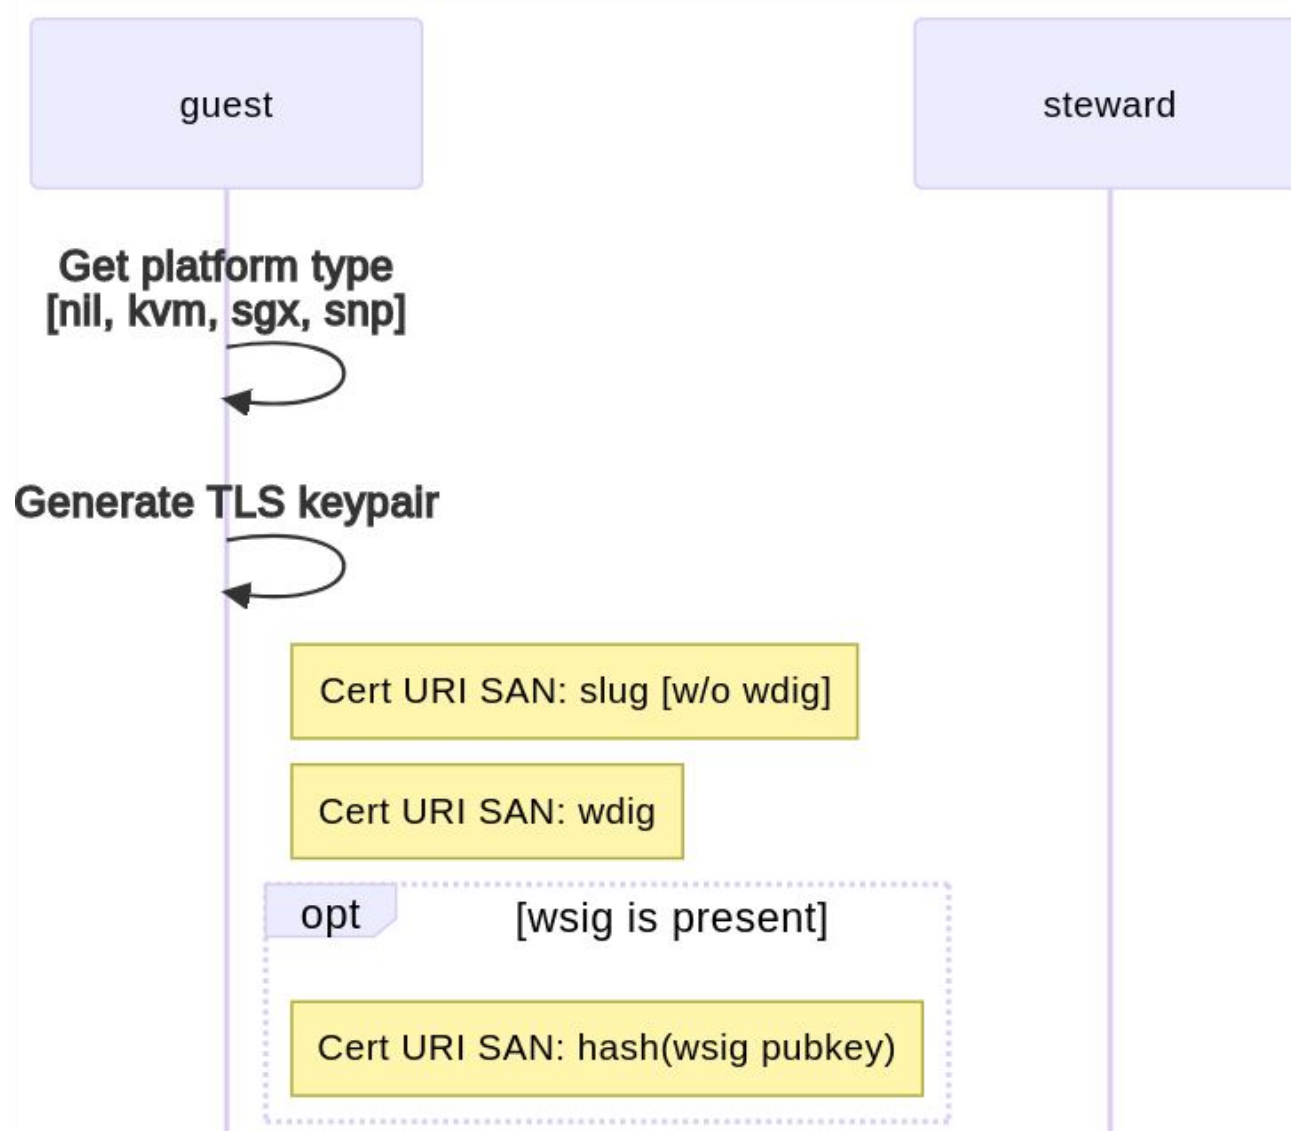 guest
steward
Get platform type
[nil, kvm, sgx, snp]
Generate TLS keypair
Cert URI SAN: slug [w/o wdig]
Cert URI SAN: wdig
opt
[wsig is present]
Cert URI SAN: hash(wsig pubkey)